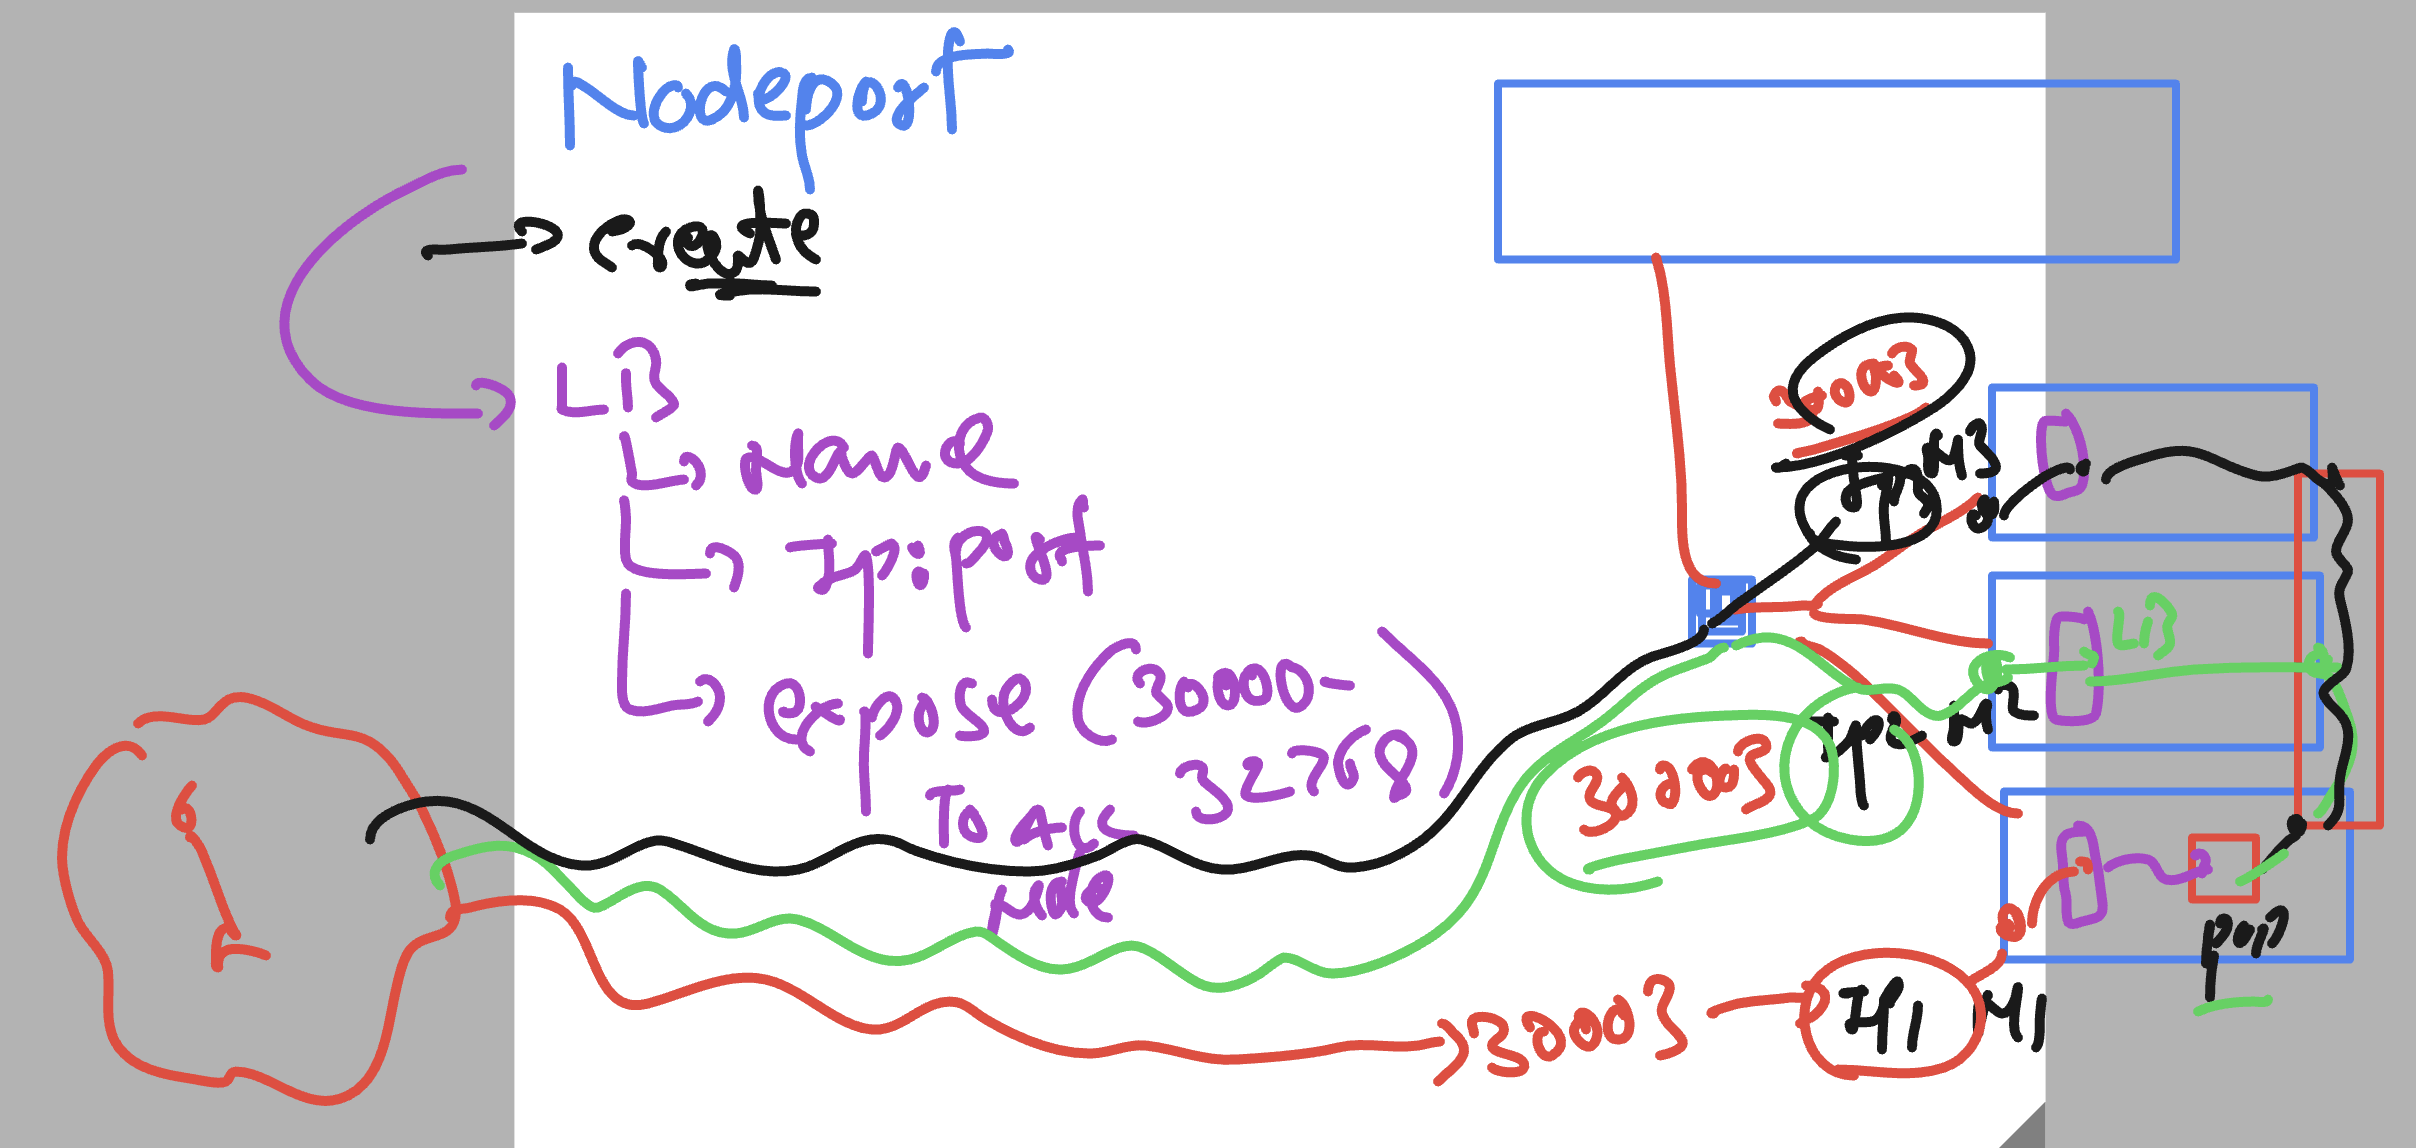 Nodeport
create
LB
Name
Ip:port
expose (30000-
32768)
To Acc
Node
30003
IP3 M3
LB
30003
IP2 M2
pod
30003
IP1 M1